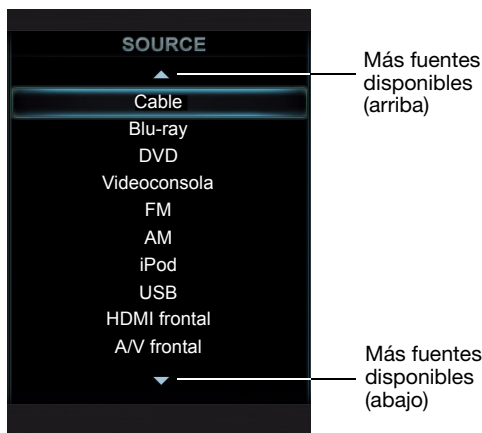 SOURCE
Más fuentes
disponibles
(arriba)
Cable
Blu-ray
DVD
Videoconsola
FM
AM
iPod
USB
HDMI frontal
A/V frontal
Más fuentes
disponibles
(abajo)